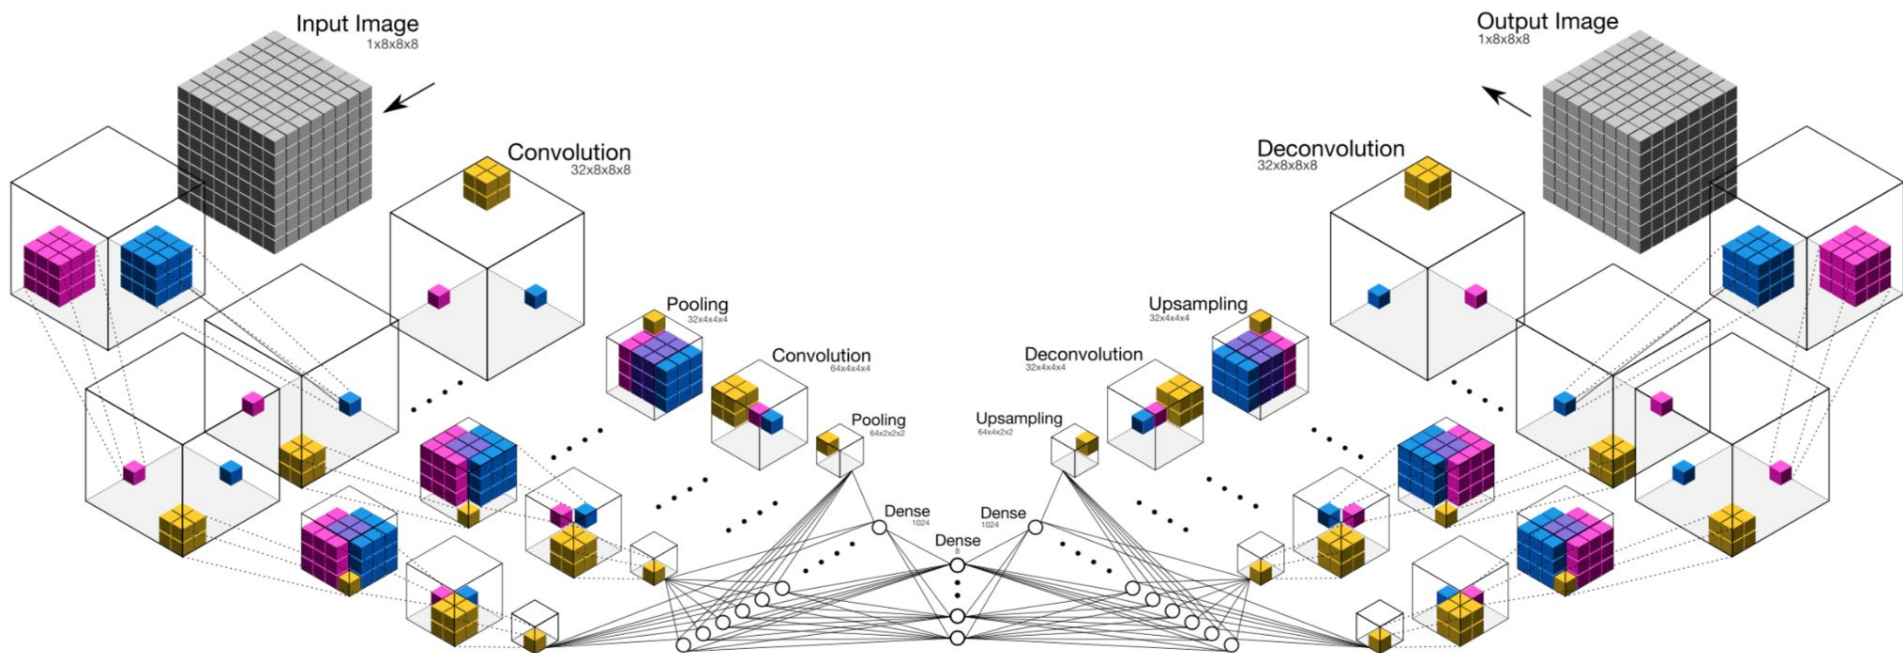 Input Image
1x8x8x8
Convolution
32x8x8x8
Pooling
32x4x4x4
Convolution
64x4x4x4
Pooling
64x2x2x2
Dense
1024
Dense
8
Dense
1024
Upsampling
64x4x2x2
Deconvolution
32x4x4x4
Upsampling
32x4x4x4
Deconvolution
32x8x8x8
Output Image
1x8x8x8